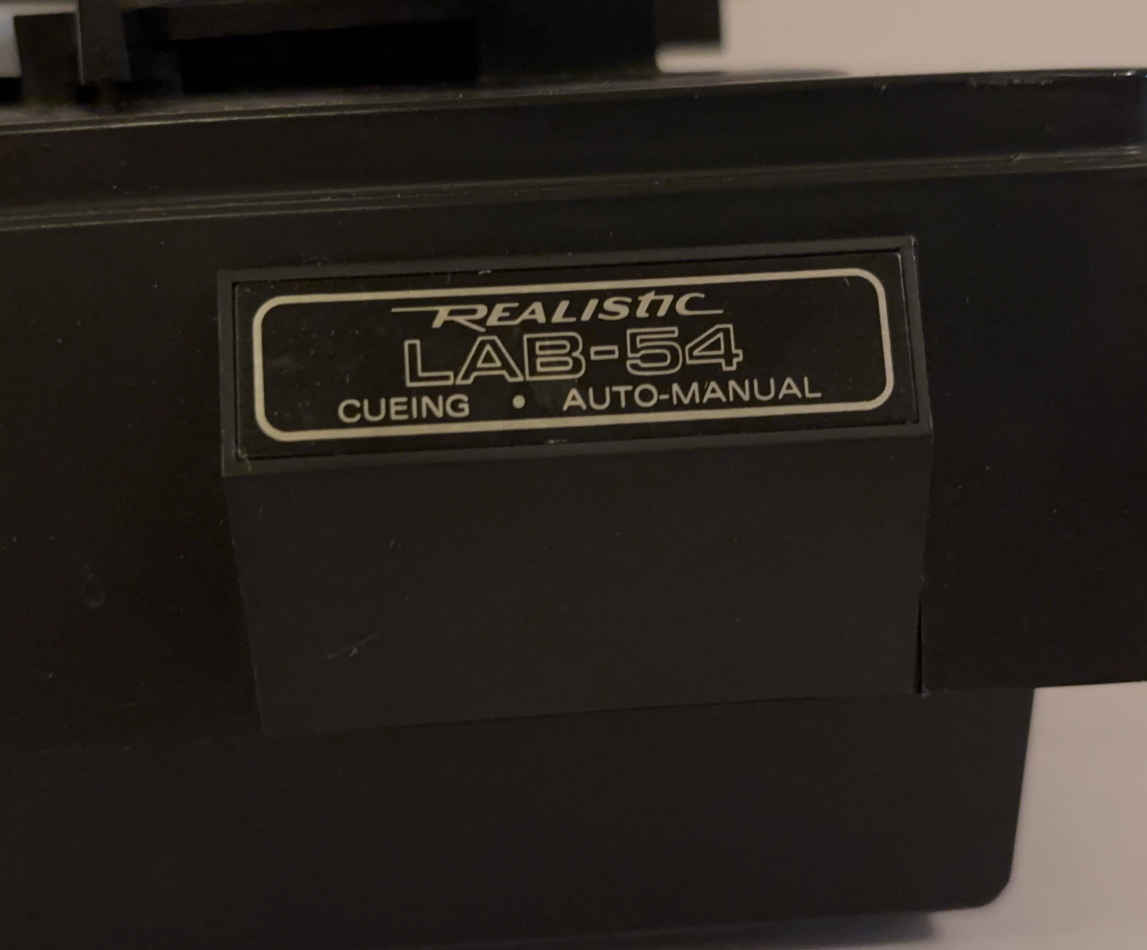 REALISTIC
LAB-54
CUEING • AUTO-MANUAL